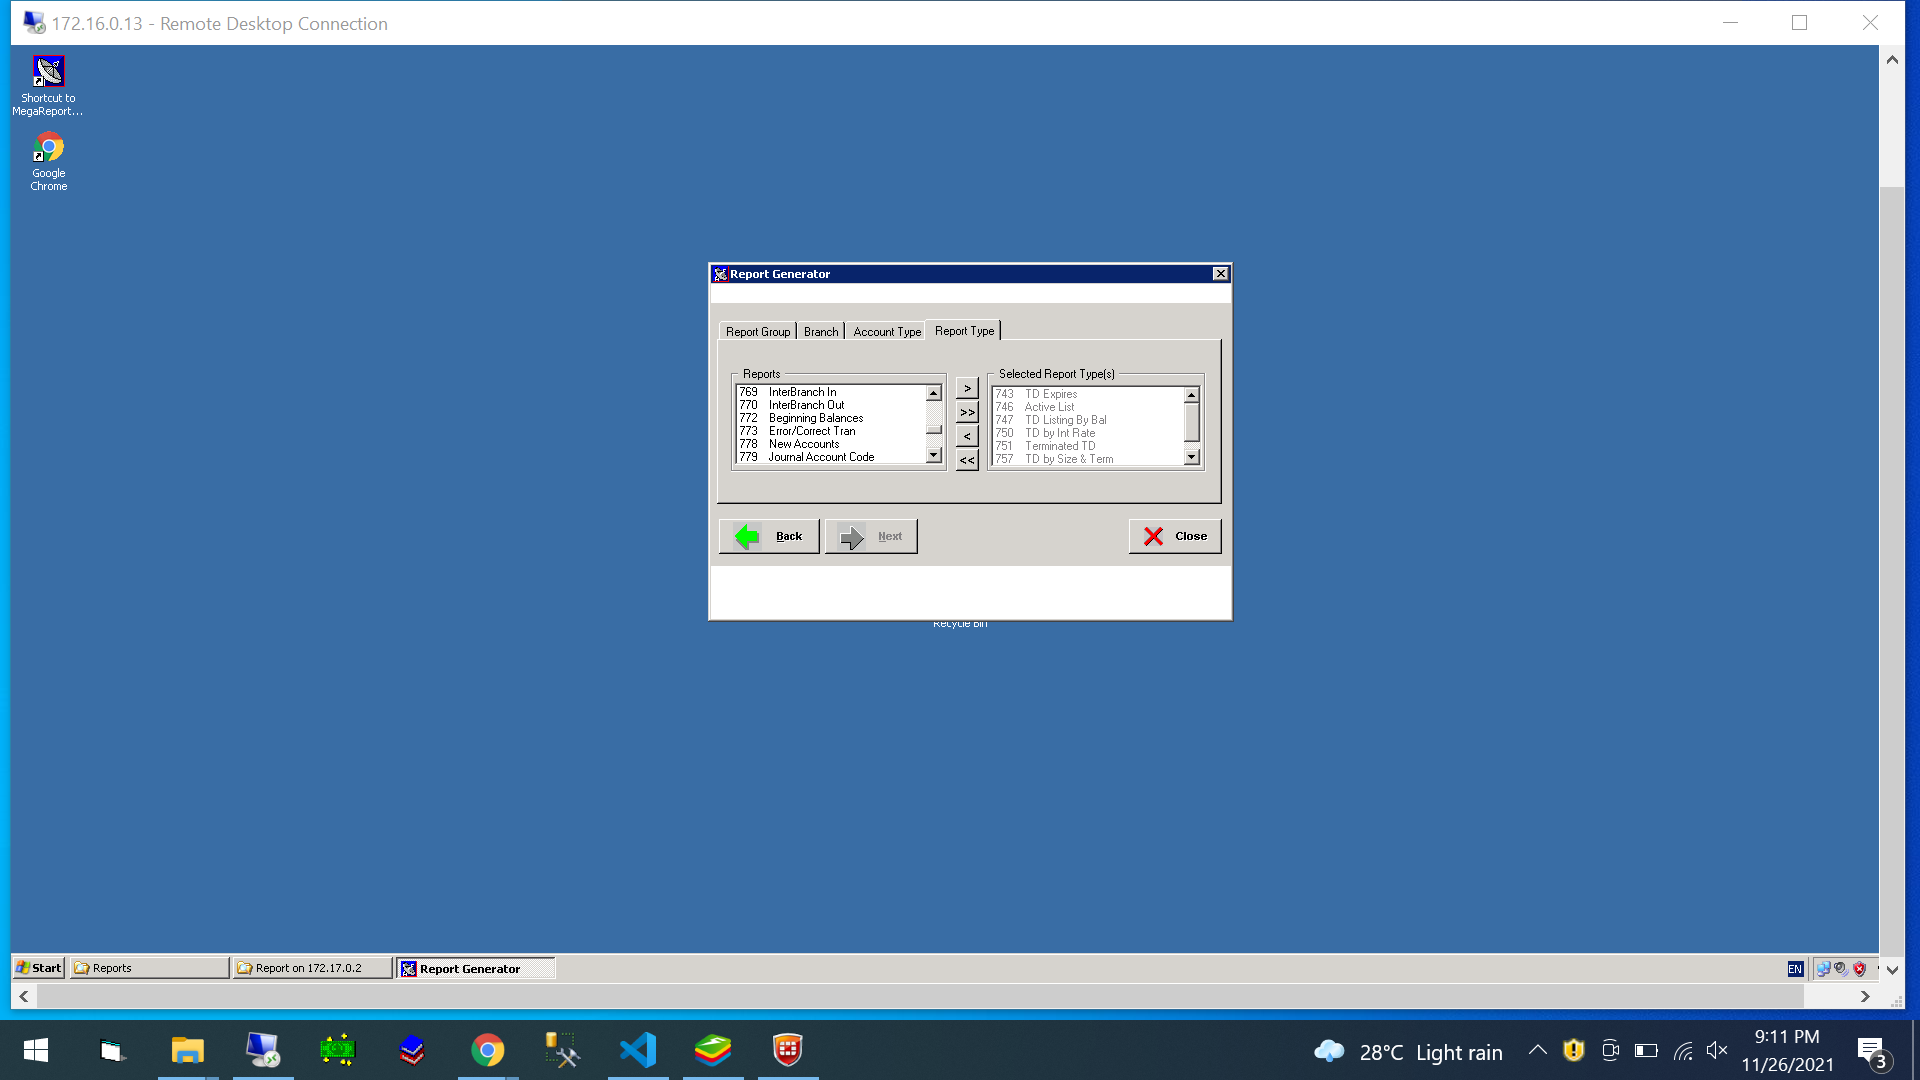 172.16.0.13 - Remote Desktop Connection
Shortcut to
MegaReport...
Google
Chrome
Report Generator
Report Group
Branch
Account Type
Report Type
Reports
769 InterBranch In
770 InterBranch Out
772 Beginning Balances
773 Error/Correct Tran
778 New Accounts
779 Journal Account Code
>
>>
<
<<
Selected Report Type(s)
743 TD Expires
746 Active List
747 TD Listing By Bal
750 TD by Int Rate
751 Terminated TD
757 TD by Size & Term
Back
Next
Close
Recycle Bin
Start
Reports
Report on 172.17.0.2
Report Generator
EN
28°C Light rain
9:11 PM
11/26/2021
3